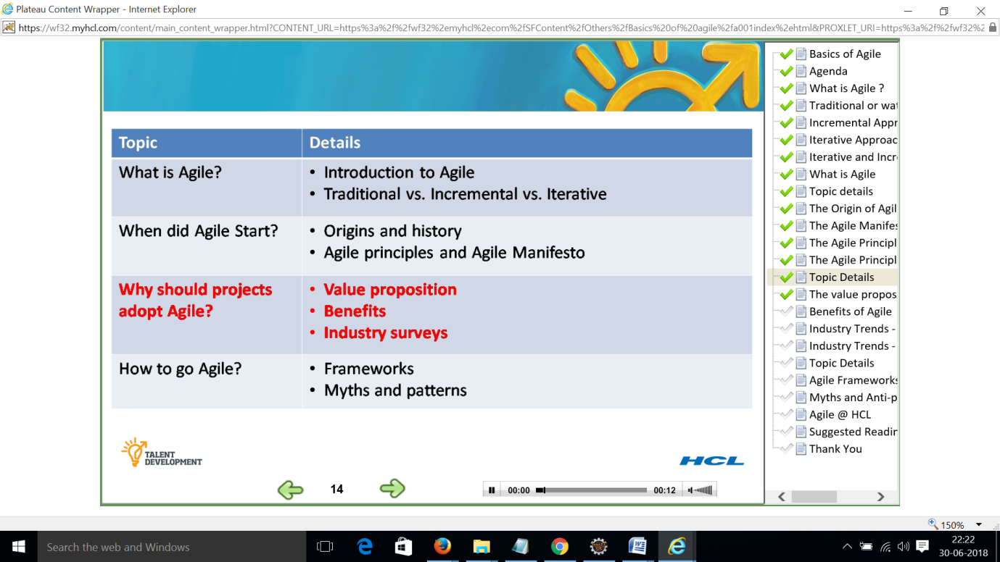 Plateau Content Wrapper - Internet Explorer
https://wf32.myhcl.com/content/main_content_wrapper.html?CONTENT_URL=https%3a%2f%2fwf32%2emyhcl%2ecom%2fSFContent%2fOthers%2fBasics%20of%20agile%2fa001index%2ehtml&PROXLET_URI=https%3a%2f%2fwf32%2
Topic Details
What is Agile? • Introduction to Agile
• Traditional vs. Incremental vs. Iterative
When did Agile Start? • Origins and history
• Agile principles and Agile Manifesto
Why should projects • Value proposition
adopt Agile? • Benefits
• Industry surveys
How to go Agile? • Frameworks
• Myths and patterns
TALENT
DEVELOPMENT
HCL
14
00:00 00:12
Basics of Agile
Agenda
What is Agile ?
Traditional or wat
Incremental Appr
Iterative Approac
Iterative and Incr
What is Agile
Topic details
The Origin of Agil
The Agile Manifes
The Agile Principl
The Agile Principl
Topic Details
The value propos
Benefits of Agile
Industry Trends -
Industry Trends -
Topic Details
Agile Frameworks
Myths and Anti-p
Agile @ HCL
Suggested Readin
Thank You
150%
Search the web and Windows
22:22
30-06-2018